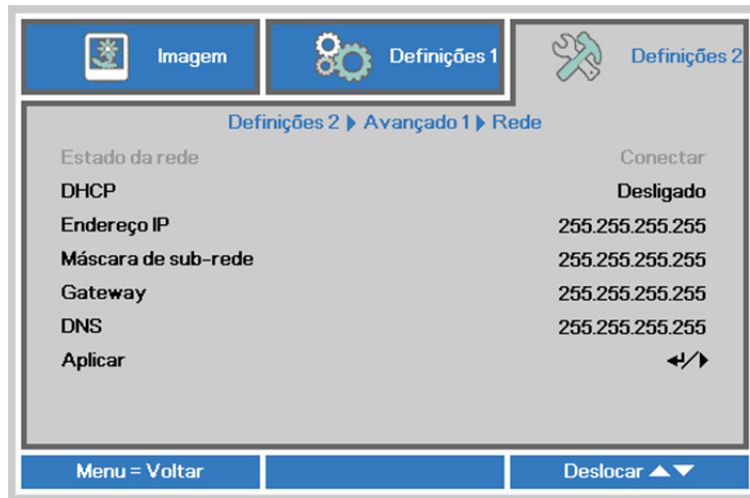 Imagem
Definições 1
Definições 2
Definições 2 ▶ Avançado 1 ▶ Rede
Estado da rede Conectar
DHCP Desligado
Endereço IP 255.255.255.255
Máscara de sub-rede 255.255.255.255
Gateway 255.255.255.255
DNS 255.255.255.255
Aplicar ↵/▶
Menu = Voltar
Deslocar ▲▼